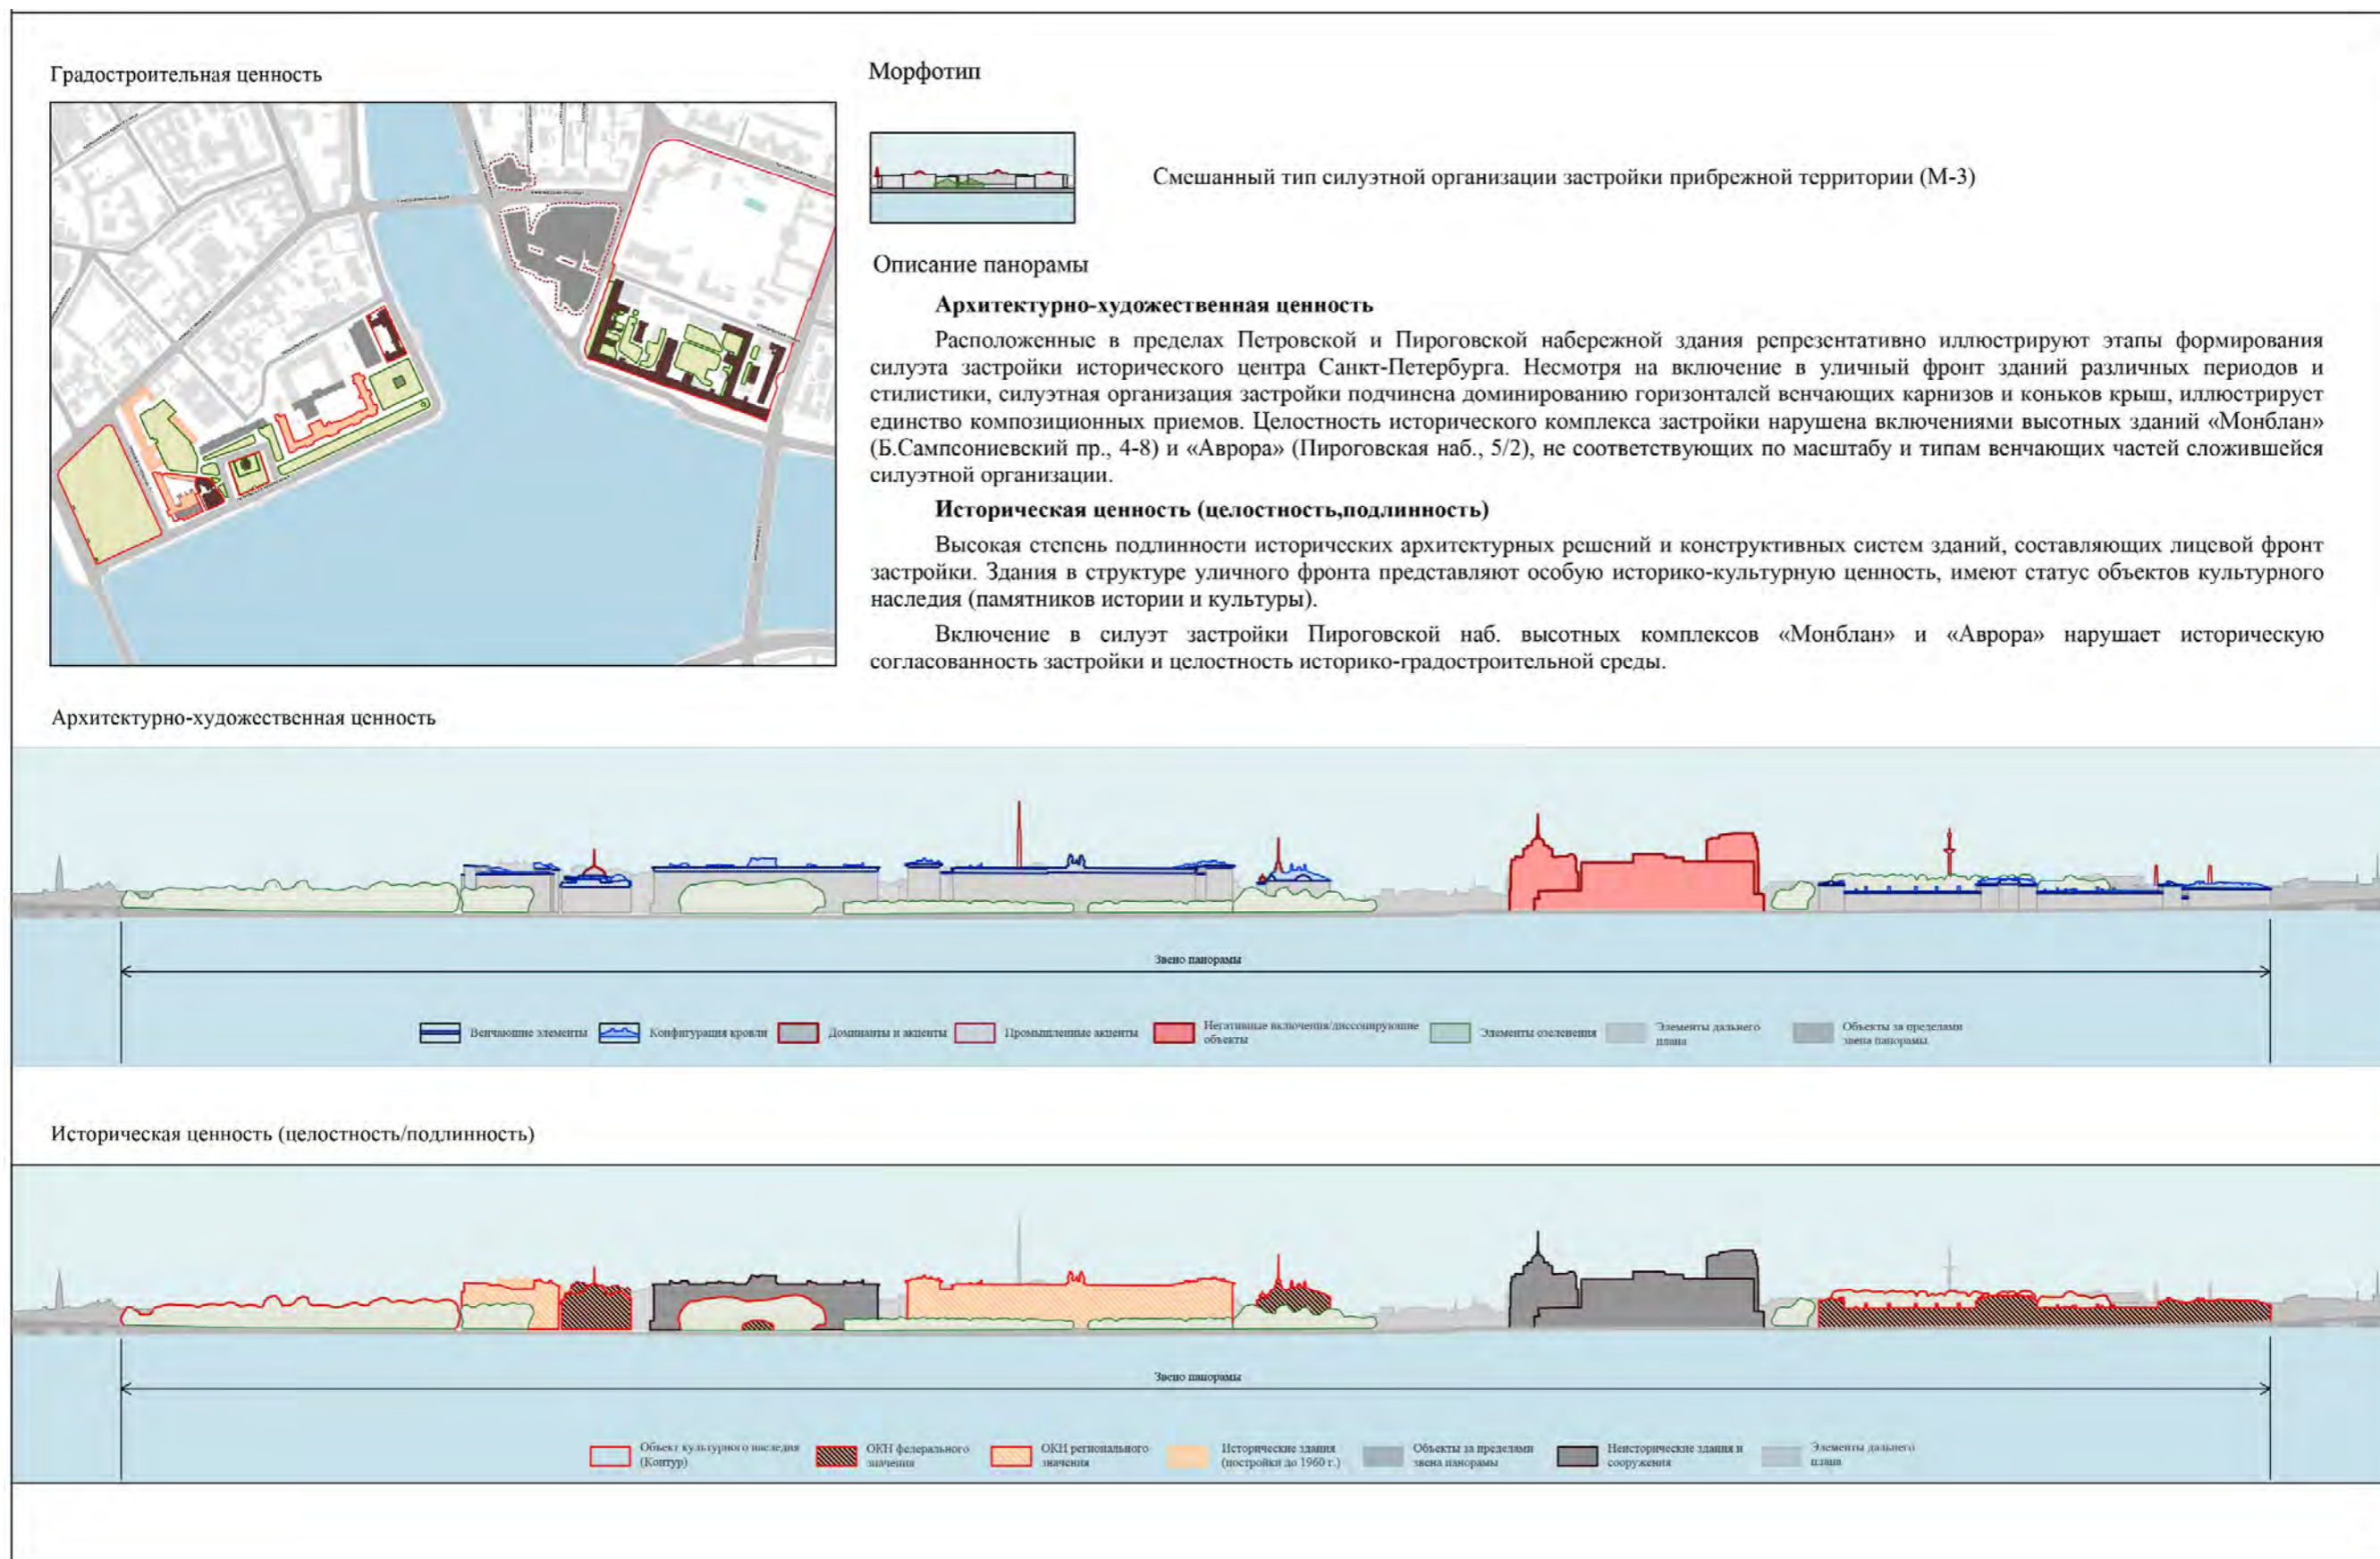 Градостроительная ценность
Морфотип
Смешанный тип силуэтной организации застройки прибрежной территории (М-3)
Описание панорамы
Архитектурно-художественная ценность
Расположенные в пределах Петровской и Пироговской набережной здания репрезентативно иллюстрируют этапы формирования
силуэта застройки исторического центра Санкт-Петербурга. Несмотря на включение в уличный фронт зданий различных периодов и
стилистики, силуэтная организация застройки подчинена доминированию горизонталей венчающих карнизов и коньков крыш, иллюстрирует
единство композиционных приемов. Целостность исторического комплекса застройки нарушена включениями высотных зданий «Монблан»
(Б.Сампсониевский пр., 4-8) и «Аврора» (Пироговская наб., 5/2), не соответствующих по масштабу и типам венчающих частей сложившейся
силуэтной организации.
Историческая ценность (целостность,подлинность)
Высокая степень подлинности исторических архитектурных решений и конструктивных систем зданий, составляющих лицевой фронт
застройки. Здания в структуре уличного фронта представляют особую историко-культурную ценность, имеют статус объектов культурного
наследия (памятников истории и культуры).
Включение в силуэт застройки Пироговской наб. высотных комплексов «Монблан» и «Аврора» нарушает историческую
согласованность застройки и целостность историко-градостроительной среды.
Архитектурно-художественная ценность
Звено панорамы
Венчающие элементы
Конфигурация кровли
Доминанты и акценты
Промышленные акценты
Негативные включения/диссонирующие
объекты
Элементы озеленения
Элементы дальнего
плана
Объекты за пределами
звена панорамы
Историческая ценность (целостность/подлинность)
Звено панорамы
Объект культурного наследия
(Контур)
ОКН федерального
значения
ОКН регионального
значения
Исторические здания
(постройки до 1960 г.)
Объекты за пределами
звена панорамы
Неисторические здания и
сооружения
Элементы дальнего
плана